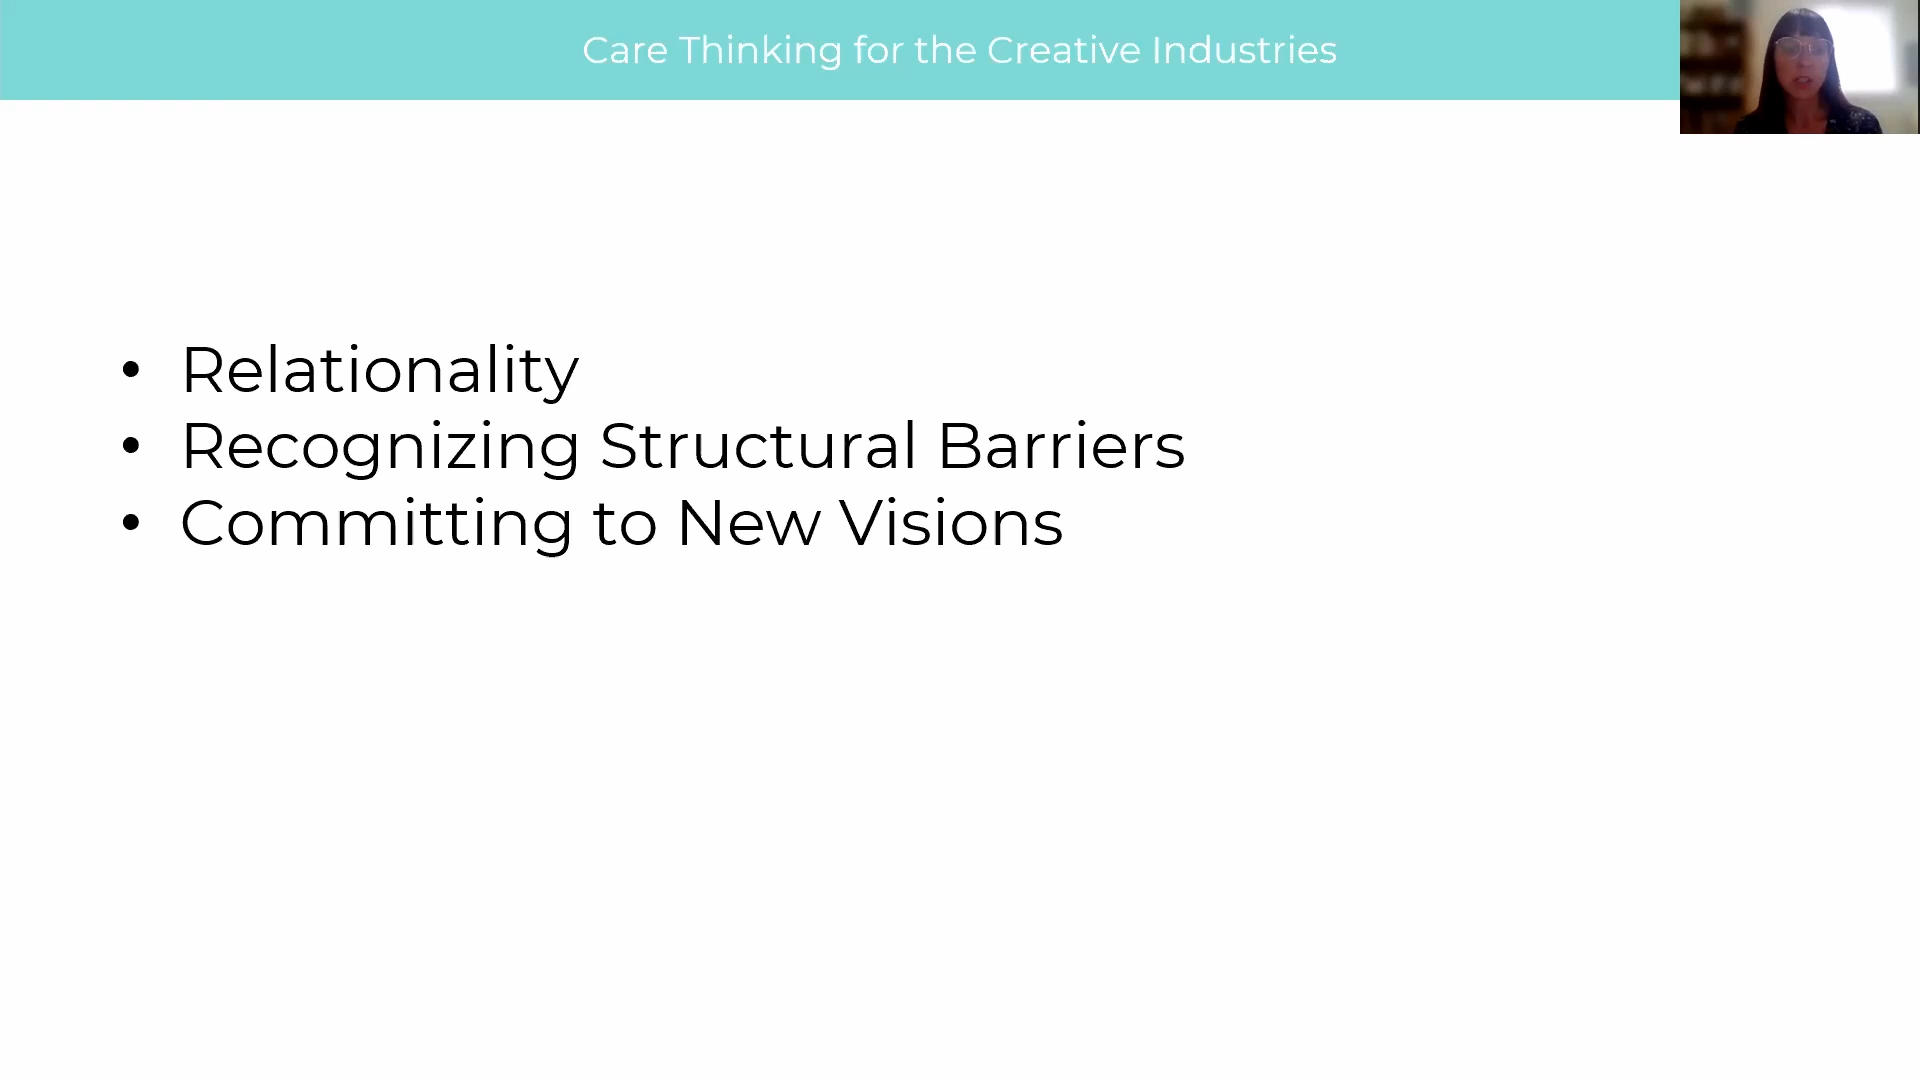 Care Thinking for the Creative Industries
• Relationality
• Recognizing Structural Barriers
• Committing to New Visions